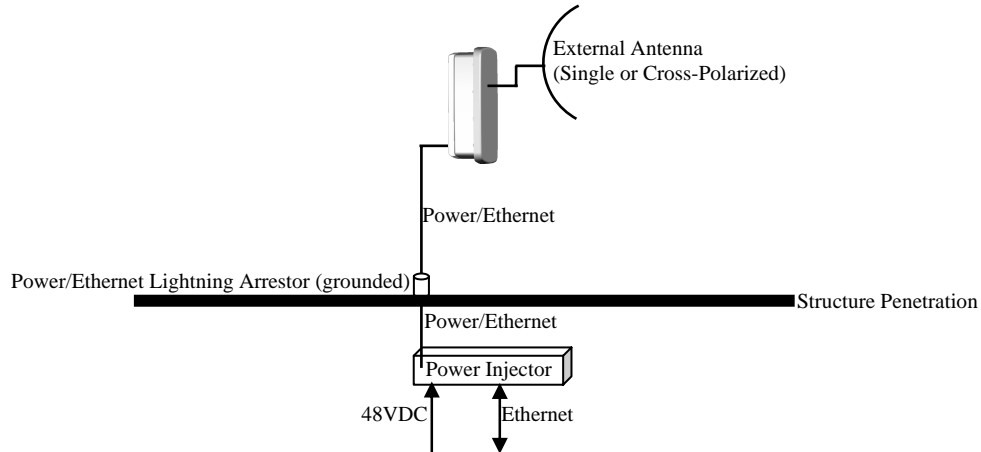 External Antenna
(Single or Cross-Polarized)
Power/Ethernet
Power/Ethernet Lightning Arrestor (grounded)
Structure Penetration
Power/Ethernet
Power Injector
48VDC
Ethernet